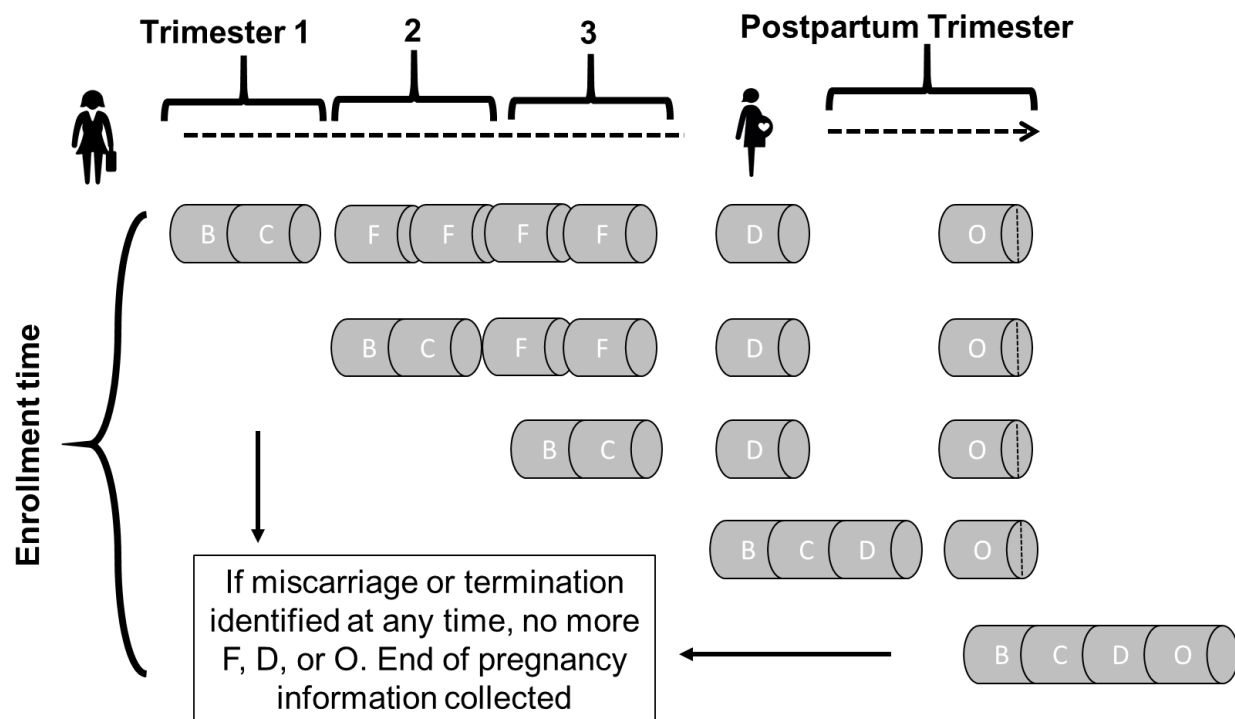 Trimester 1
2
3
Postpartum Trimester
Enrollment time
B C F F F F D O
B C F F D O
B C D O
B C D O
B C D O
If miscarriage or termination
identified at any time, no more
F, D, or O. End of pregnancy
information collected